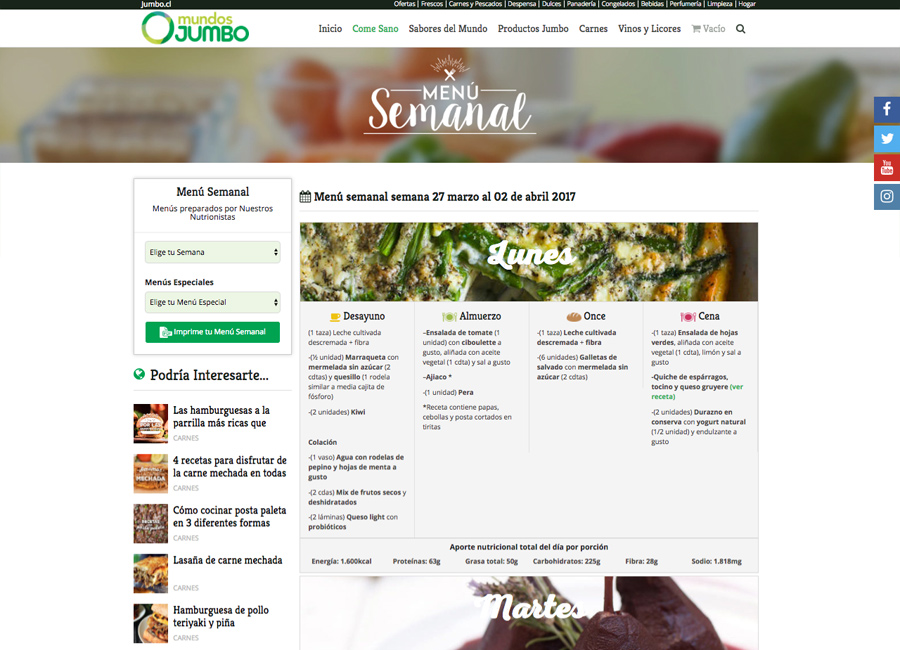 Jumbo.cl
Ofertas | Frescos | Carnes y Pescados | Despensa | Dulces | Panadería | Congelados | Bebidas | Perfumería | Limpieza | Hogar
mundos
JUMBO
Inicio Come Sano Sabores del Mundo Productos Jumbo Carnes Vinos y Licores Vacío
MENÚ
Semanal
You
Tube
Menú Semanal
Menús preparados por Nuestros
Nutrionistas
Elige tu Semana
Menús Especiales
Elige tu Menú Especial
Imprime tu Menú Semanal
Podría Interesarte...
Las hamburguesas a la
parrilla más ricas que
CARNES
4 recetas para disfrutar de
la carne mechada en todas
CARNES
MECHADA
Cómo cocinar posta paleta
en 3 diferentes formas
CARNES
Lasaña de carne mechada
CARNES
Hamburguesa de pollo
teriyaki y piña
CARNES
Menú semanal semana 27 marzo al 02 de abril 2017
Lunes
Desayuno
(1 taza) Leche cultivada
descremada + fibra
-(½ unidad) Marraqueta con
mermelada sin azúcar (2
cdtas) y quesillo (1 rodela
similar a media cajita de
fósforo)
-(2 unidades) Kiwi
Colación
-(1 vaso) Agua con rodelas de
pepino y hojas de menta a
gusto
-(2 cdas) Mix de frutos secos y
deshidratados
-(2 láminas) Queso light con
probióticos
Almuerzo
–Ensalada de tomate (1
unidad) con ciboulette a
gusto, aliñada con aceite
vegetal (1 cdta) y sal a gusto
–Ajiaco *
-(1 unidad) Pera
*Receta contiene papas,
cebollas y posta cortados en
tiritas
Once
-(1 taza) Leche cultivada
descremada + fibra
-(6 unidades) Galletas de
salvado con mermelada sin
azúcar (2 cdtas)
Cena
-(1 taza) Ensalada de hojas
verdes, aliñada con aceite
vegetal (1 cdta), limón y sal a
gusto
-Quiche de espárragos,
tocino y queso gruyere (ver
receta)
-(2 unidades) Durazno en
conserva con yogurt natural
(1/2 unidad) y endulzante a
gusto
Aporte nutricional total del día por porción
Energía: 1.600kcal Proteínas: 63g Grasa total: 50g Carbohidratos: 225g Fibra: 28g Sodio: 1.818mg
Martes